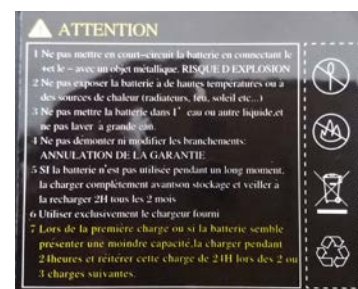 ATTENTION
1 Ne pas mettre en court-circuit la batterie en connectant le
+et le - avec un objet métallique. RISQUE D EXPLOSION
2 Ne pas exposer la batterie à de hautes températures ou à
des sources de chaleur (radiateurs, feu, soleil etc...)
3 Ne pas mettre la batterie dans l' eau ou autre liquide,et
ne pas laver à grande eau.
4 Ne pas démonter ni modifier les branchements:
ANNULATION DE LA GARANTIE
5 SI la batterie n'est pas utilisée pendant un long moment,
la charger complètement avantson stockage et veiller a
la recharger 2H tous les 2 mois
6 Utiliser exclusivement le chargeur fourni
7 Lors de la première charge ou si la batterie semble
présenter une moindre capacité,la charger pendant
24heures et réitérer cette charge de 24H lors des 2 ou
3 charges suivantes.